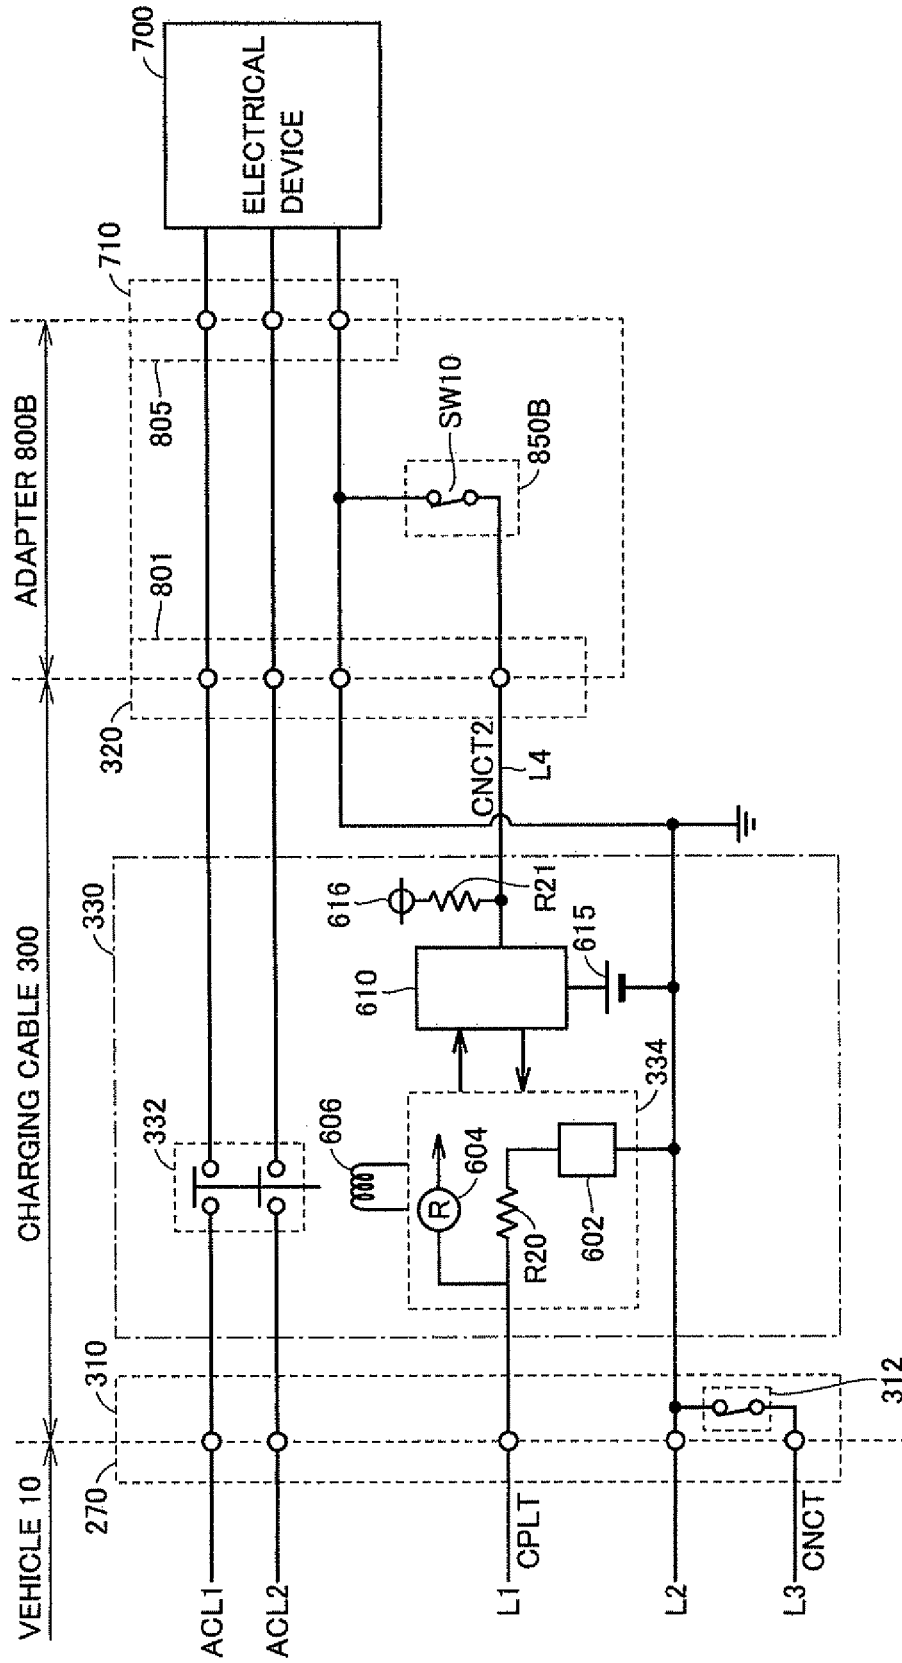 VEHICLE 10
CHARGING CABLE 300
ADAPTER 800B
270
310
330
320
801
805
710
700
ELECTRICAL
DEVICE
332
606
604
R20
602
334
610
615
616
R21
CNCT2
L4
SW10
850B
312
ACL1
ACL2
L1
CPLT
L2
L3
CNCT
R